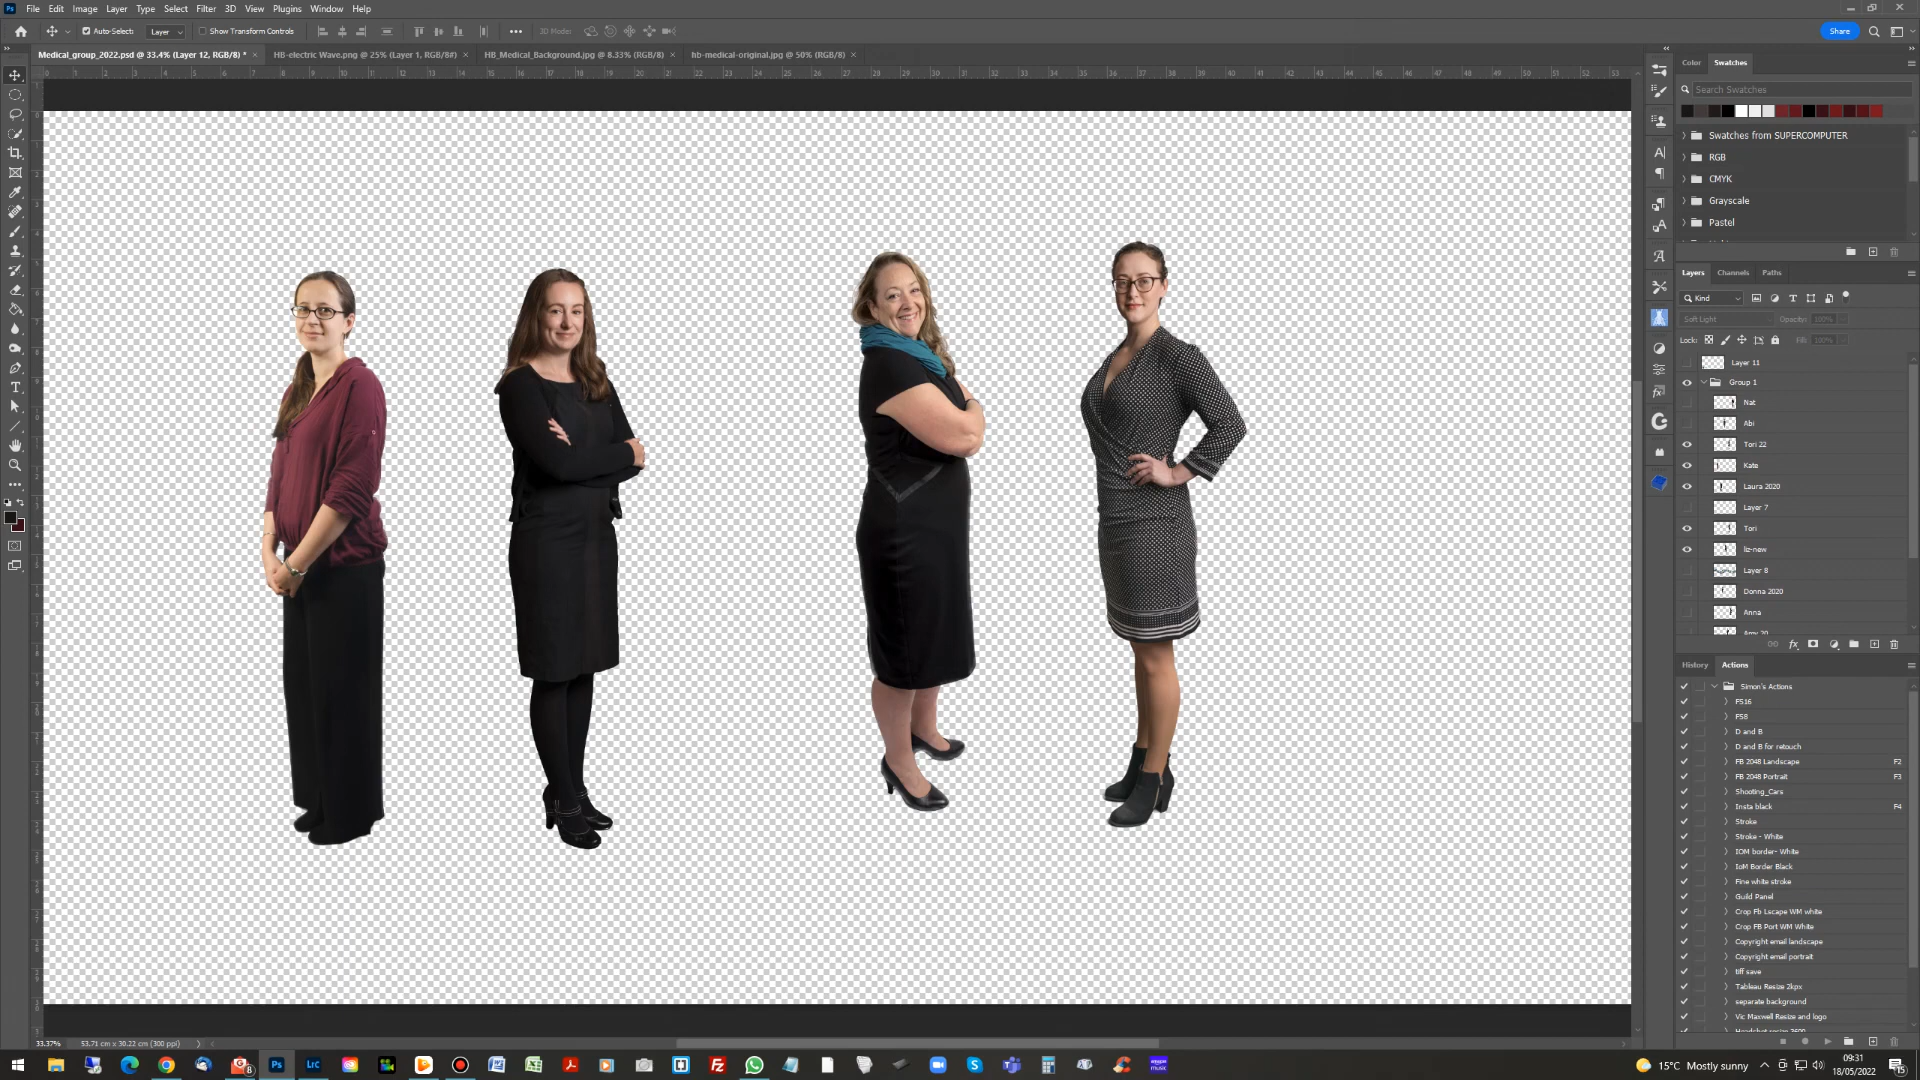 File Edit Image Layer Type Select Filter 3D View Plugins Window Help
Auto-Select: Layer Show Transform Controls 3D Mode: Share
Medical_group_2022.psd @ 33.4% (Layer 12, RGB/8) * HB-electric Wave.png @ 25% (Layer 1, RGB/8#) HB_Medical_Background.jpg @ 8.33% (RGB/8) hb-medical-original.jpg @ 50% (RGB/8)
Color Swatches
Search Swatches
Swatches from SUPERCOMPUTER
RGB
CMYK
Grayscale
Pastel
Layers Channels Paths
Kind
Soft Light Opacity: 100%
Lock: Fill: 100%
Layer 11
Group 1
Nat
Abi
Tori 22
Kate
Laura 2020
Layer 7
Tori
liz-new
Layer 8
Donna 2020
Anna
Amy 20
History Actions
Simon's Actions
FS16
FS8
D and B
D and B for retouch
FB 2048 Landscape F2
FB 2048 Portrait F3
Shooting_Cars
Insta black F4
Stroke
Stroke - White
IOM border- White
IoM Border Black
Fine white stroke
Guild Panel
Crop Fb Lscape WM white
Crop FB Port WM White
Copyright email landscape
Copyright email portrait
tiff save
Tableau Resize 2kpx
separate background
Vic Maxwell Resize and logo
33.37% 53.71 cm x 30.22 cm (300 ppi)
15°C Mostly sunny
09:31
18/05/2022